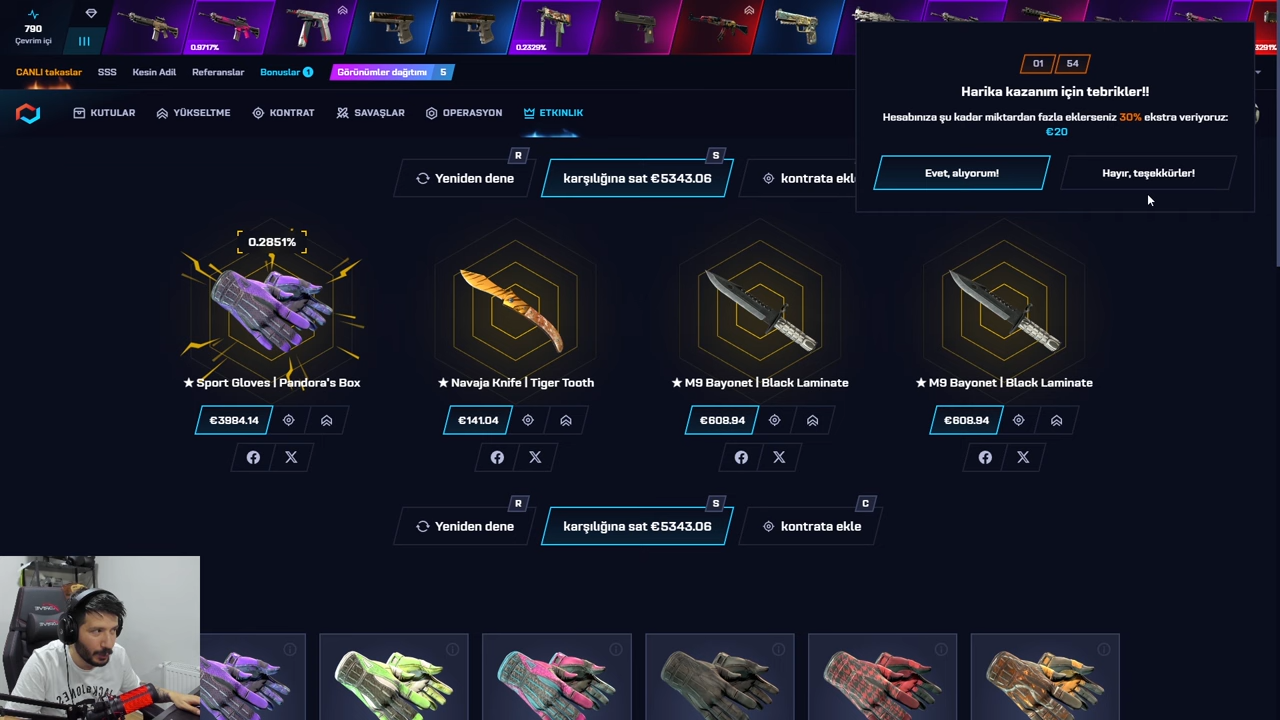 790
Çevrim içi
0.9717%
0.2329%
CANLI takaslar
SSS
Kesin Adil
Referanslar
Bonuslar 1
Görünümler dağıtımı 5
KUTULAR
YÜKSELTME
KONTRAT
SAVAŞLAR
OPERASYON
ETKINLIK
01 54
Harika kazanım için tebrikler!!
Hesabınıza şu kadar miktardan fazla eklerseniz 30% ekstra veriyoruz:
€20
Evet, alıyorum!
Hayır, teşekkürler!
R
Yeniden dene
S
karşılığına sat €5343.06
kontrata ekle
0.2851%
★ Sport Gloves | Pandora's Box
★ Navaja Knife | Tiger Tooth
★ M9 Bayonet | Black Laminate
★ M9 Bayonet | Black Laminate
€3984.14
€141.04
€608.94
€608.94
R
Yeniden dene
S
karşılığına sat €5343.06
C
kontrata ekle